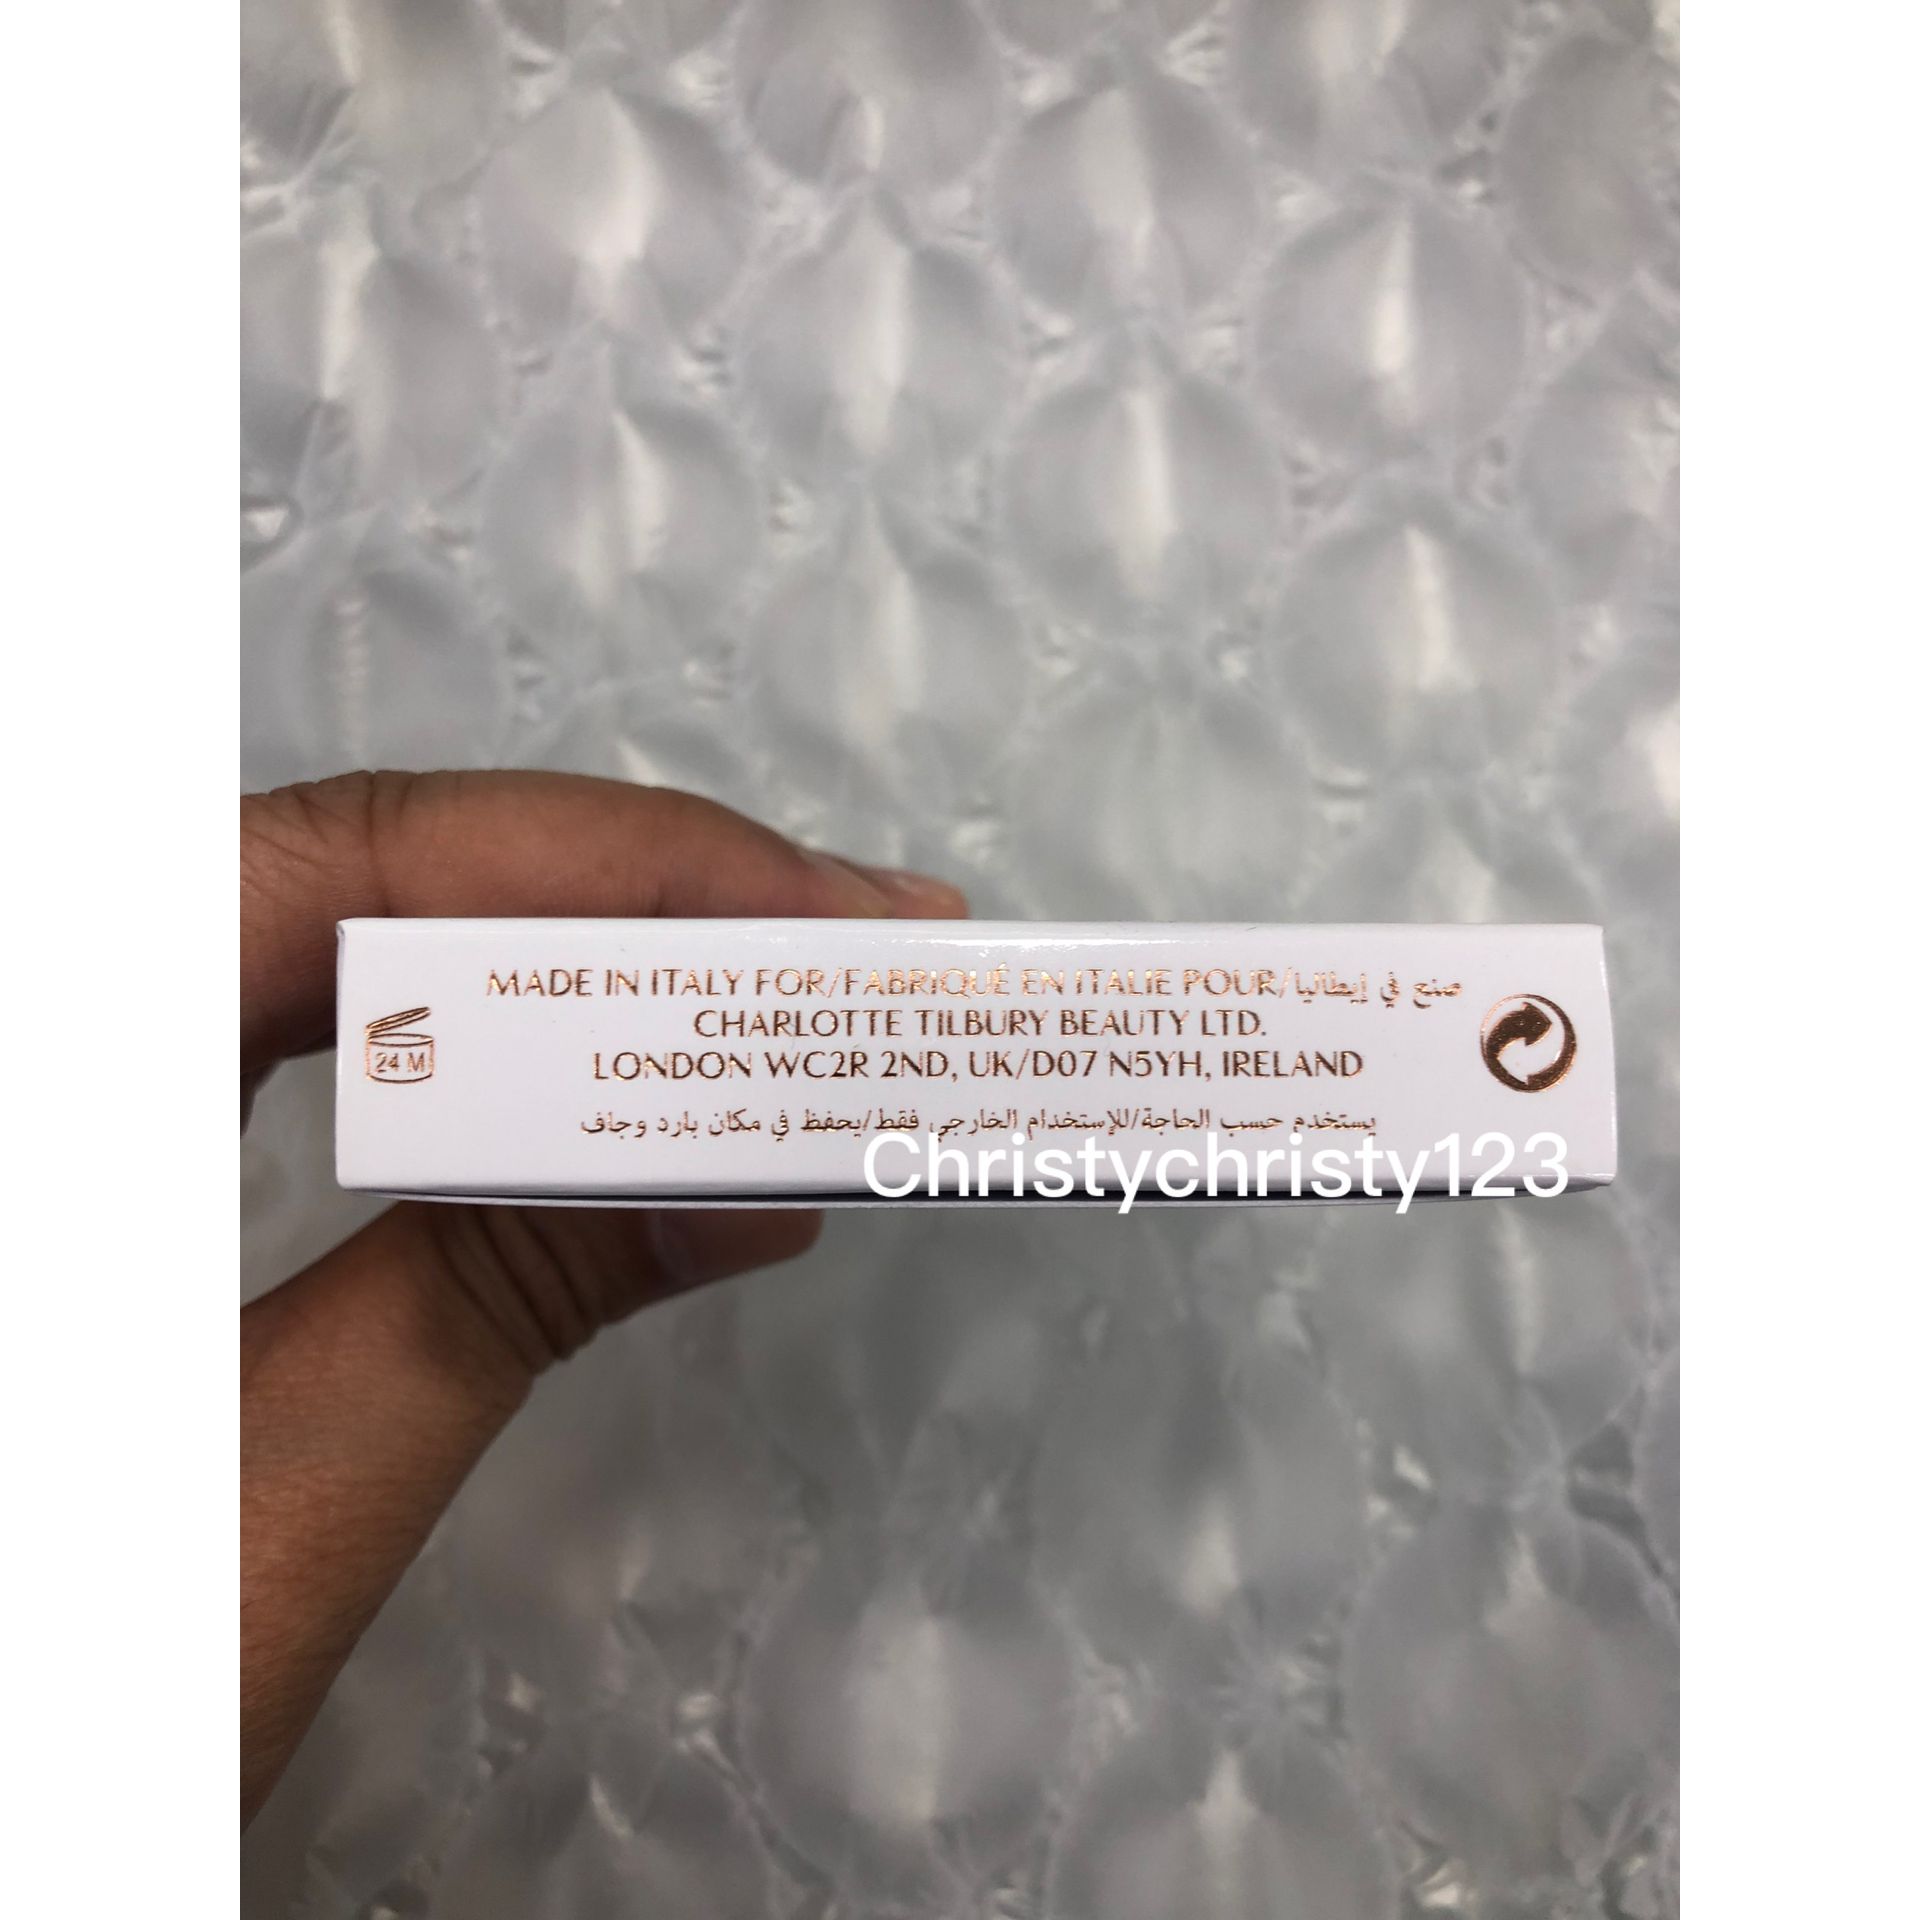 MADE IN ITALY FOR/FABRIQUÉ EN ITALIE POUR/صنع في إيطاليا
CHARLOTTE TILBURY BEAUTY LTD.
24 M
LONDON WC2R 2ND, UK/D07 N5YH, IRELAND
يستخدم حسب الحاجة/للإستخدام الخارجي فقط/يحفظ في مكان بارد وجاف
Christychristy123